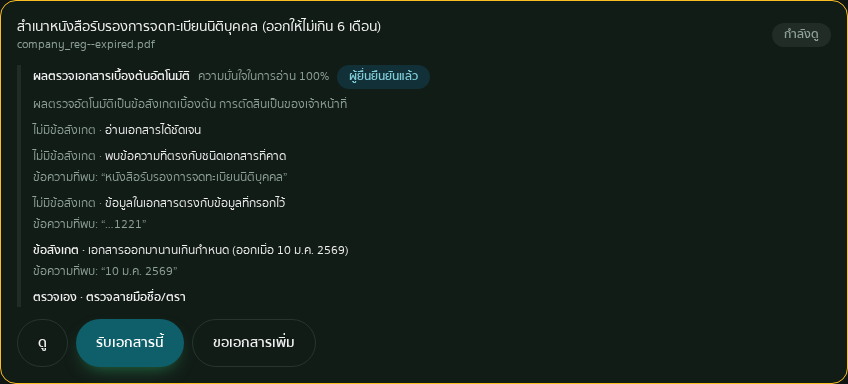 สำเนาหนังสือรับรองการจดทะเบียนนิติบุคคล (ออกให้ไม่เกิน 6 เดือน)
company_reg--expired.pdf
กำลังดู
ผลตรวจเอกสารเบื้องต้นอัตโนมัติ ความมั่นใจในการอ่าน 100% ผู้ยื่นยืนยันแล้ว
ผลตรวจอัตโนมัติเป็นข้อสังเกตเบื้องต้น การตัดสินเป็นของเจ้าหน้าที่
ไม่มีข้อสังเกต · อ่านเอกสารได้ชัดเจน
ไม่มีข้อสังเกต · พบข้อความที่ตรงกับชนิดเอกสารที่คาด
ข้อความที่พบ: “หนังสือรับรองการจดทะเบียนนิติบุคคล”
ไม่มีข้อสังเกต · ข้อมูลในเอกสารตรงกับข้อมูลที่กรอกไว้
ข้อความที่พบ: “…1221”
ข้อสังเกต · เอกสารออกมานานเกินกำหนด (ออกเมื่อ 10 ม.ค. 2569)
ข้อความที่พบ: “10 ม.ค. 2569”
ตรวจเอง · ตรวจลายมือชื่อ/ตรา
ดู รับเอกสารนี้ ขอเอกสารเพิ่ม